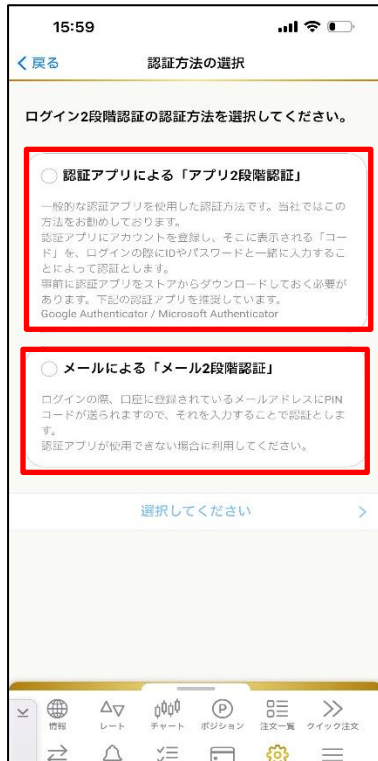 15:59
戻る
認証方法の選択
ログイン2段階認証の認証方法を選択してください。
認証アプリによる「アプリ2段階認証」
一般的な認証アプリを使用した認証方法です。当社ではこの
方法をお勧めしております。
認証アプリにアカウントを登録し、そこに表示される「コー
ド」を、ログインの際にIDやパスワードと一緒に入力するこ
とによって認証とします。
事前に認証アプリをストアからダウンロードしておく必要が
あります。下記の認証アプリを推奨しています。
Google Authenticator / Microsoft Authenticator
メールによる「メール2段階認証」
ログインの際、口座に登録されているメールアドレスにPIN
コードが送られますので、それを入力することで認証としま
す。
認証アプリが使用できない場合に利用してください。
選択してください
情報 レート チャート ポジション 注文一覧 クイック注文